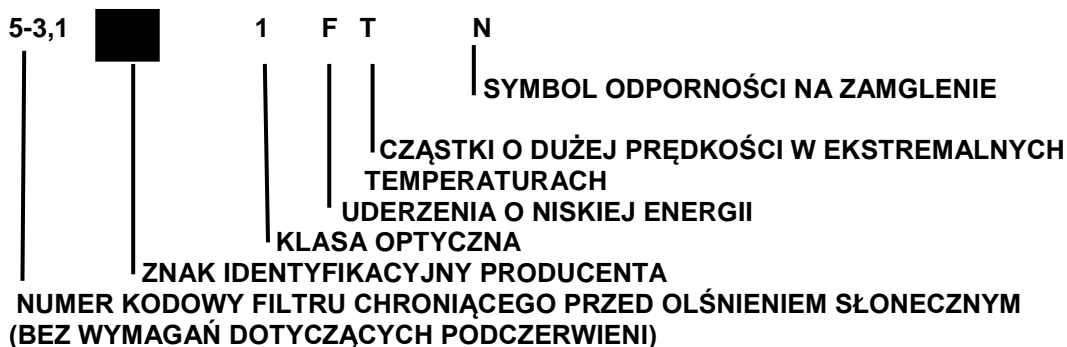 5-3,1 1 F T N
SYMBOL ODPORNOŚCI NA ZAMGLENIE
CZĄSTKI O DUŻEJ PRĘDKOŚCI W EKSTREMALNYCH
TEMPERATURACH
UDERZENIA O NISKIEJ ENERGII
KLASA OPTYCZNA
ZNAK IDENTYFIKACYJNY PRODUCENTA
NUMER KODOWY FILTRU CHRONIĄCEGO PRZED OLŚNIENIEM SŁONECZNYM
(BEZ WYMAGAŃ DOTYCZĄCYCH PODCZERWIENI)